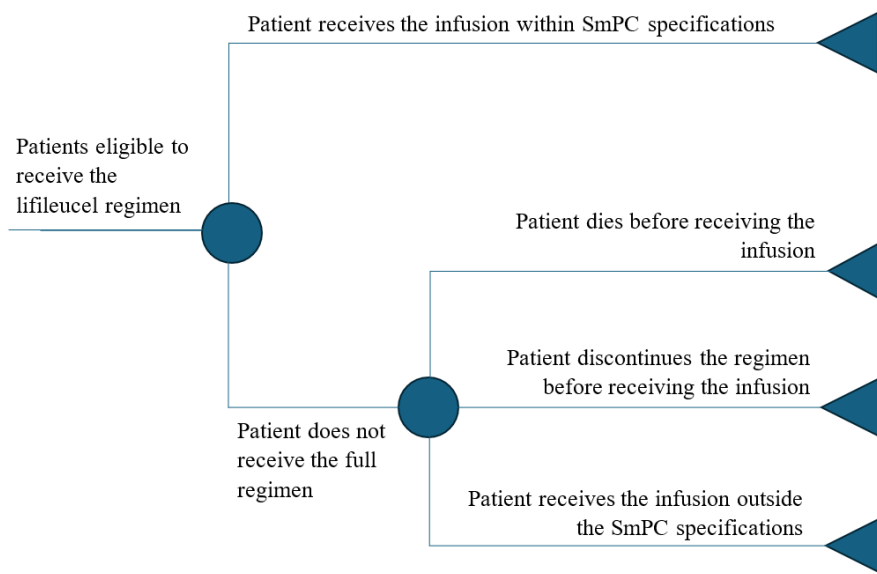 Patient receives the infusion within SmPC specifications
Patients eligible to
receive the
lifileucel regimen
Patient dies before receiving the
infusion
Patient discontinues the regimen
before receiving the infusion
Patient does not
receive the full
regimen
Patient receives the infusion outside
the SmPC specifications